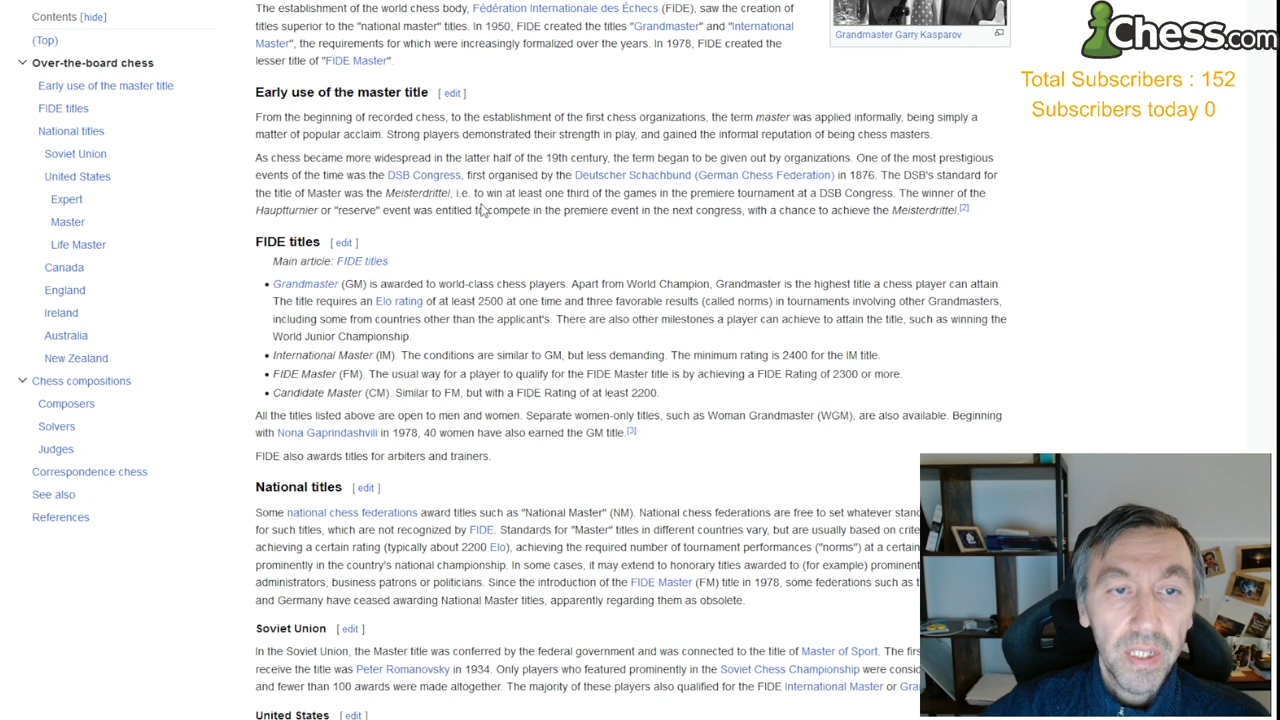 Contents [hide]
(Top)
Over-the-board chess
Early use of the master title
FIDE titles
National titles
Soviet Union
United States
Expert
Master
Life Master
Canada
England
Ireland
Australia
New Zealand
Chess compositions
Composers
Solvers
Judges
Correspondence chess
See also
References
The establishment of the world chess body, Fédération Internationale des Échecs (FIDE), saw the creation of
titles superior to the "national master" titles. In 1950, FIDE created the titles "Grandmaster" and "International
Master", the requirements for which were increasingly formalized over the years. In 1978, FIDE created the
lesser title of "FIDE Master".
Grandmaster Garry Kasparov
Chess.com
Total Subscribers : 152
Subscribers today 0
Early use of the master title [ edit ]
From the beginning of recorded chess, to the establishment of the first chess organizations, the term master was applied informally, being simply a
matter of popular acclaim. Strong players demonstrated their strength in play, and gained the informal reputation of being chess masters.
As chess became more widespread in the latter half of the 19th century, the term began to be given out by organizations. One of the most prestigious
events of the time was the DSB Congress, first organised by the Deutscher Schachbund (German Chess Federation) in 1876. The DSB's standard for
the title of Master was the Meisterdrittel, i.e. to win at least one third of the games in the premiere tournament at a DSB Congress. The winner of the
Hauptturnier or "reserve" event was entitled to compete in the premiere event in the next congress, with a chance to achieve the Meisterdrittel.[2]
FIDE titles [ edit ]
Main article: FIDE titles
• Grandmaster (GM) is awarded to world-class chess players. Apart from World Champion, Grandmaster is the highest title a chess player can attain.
The title requires an Elo rating of at least 2500 at one time and three favorable results (called norms) in tournaments involving other Grandmasters,
including some from countries other than the applicant's. There are also other milestones a player can achieve to attain the title, such as winning the
World Junior Championship.
• International Master (IM). The conditions are similar to GM, but less demanding. The minimum rating is 2400 for the IM title.
• FIDE Master (FM). The usual way for a player to qualify for the FIDE Master title is by achieving a FIDE Rating of 2300 or more.
• Candidate Master (CM). Similar to FM, but with a FIDE Rating of at least 2200.
All the titles listed above are open to men and women. Separate women-only titles, such as Woman Grandmaster (WGM), are also available. Beginning
with Nona Gaprindashvili in 1978, 40 women have also earned the GM title.[3]
FIDE also awards titles for arbiters and trainers.
National titles [ edit ]
Some national chess federations award titles such as "National Master" (NM). National chess federations are free to set whatever stan
for such titles, which are not recognized by FIDE. Standards for "Master" titles in different countries vary, but are usually based on crite
achieving a certain rating (typically about 2200 Elo), achieving the required number of tournament performances ("norms") at a certain
prominently in the country's national championship. In some cases, it may extend to honorary titles awarded to (for example) prominent
administrators, business patrons or politicians. Since the introduction of the FIDE Master (FM) title in 1978, some federations such as t
and Germany have ceased awarding National Master titles, apparently regarding them as obsolete.
Soviet Union [ edit ]
In the Soviet Union, the Master title was conferred by the federal government and was connected to the title of Master of Sport. The firs
receive the title was Peter Romanovsky in 1934. Only players who featured prominently in the Soviet Chess Championship were consi
and fewer than 100 awards were made altogether. The majority of these players also qualified for the FIDE International Master or Gra
United States [ edit ]